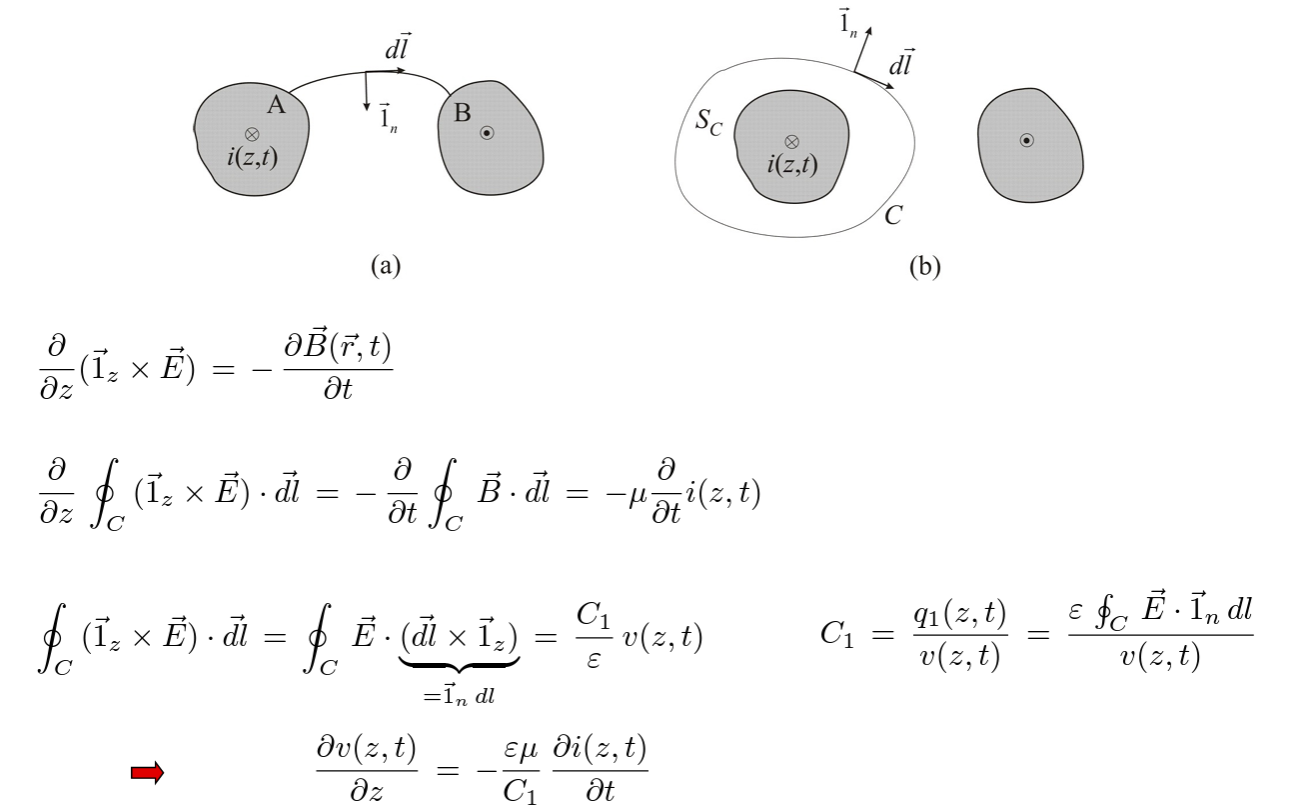 A
i(z,t)
d\vec{l}
\vec{1}_n
B
(a)
\vec{1}_n
d\vec{l}
S_C
i(z,t)
C
(b)
\frac{\partial}{\partial z}(\vec{1}_z \times \vec{E}) = -\frac{\partial \vec{B}(\vec{r},t)}{\partial t}
\frac{\partial}{\partial z} \oint_C (\vec{1}_z \times \vec{E}) \cdot \vec{dl} = -\frac{\partial}{\partial t} \oint_C \vec{B} \cdot \vec{dl} = -\mu \frac{\partial}{\partial t} i(z,t)
\oint_C (\vec{1}_z \times \vec{E}) \cdot \vec{dl} = \oint_C \vec{E} \cdot \underbrace{(\vec{dl} \times \vec{1}_z)}_{=\vec{1}_n \, dl} = \frac{C_1}{\varepsilon} v(z,t)
C_1 = \frac{q_1(z,t)}{v(z,t)} = \frac{\varepsilon \oint_C \vec{E} \cdot \vec{1}_n \, dl}{v(z,t)}
\frac{\partial v(z,t)}{\partial z} = -\frac{\varepsilon\mu}{C_1} \frac{\partial i(z,t)}{\partial t}